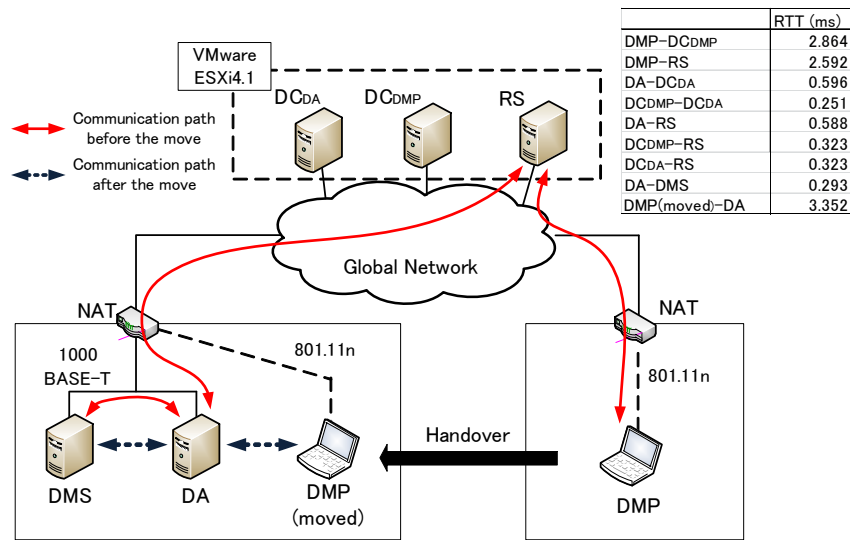 VMware
ESXi4.1
DCDA
DCDMP
RS
RTT (ms)
DMP-DCDMP 2.864
DMP-RS 2.592
DA-DCDA 0.596
DCDMP-DCDA 0.251
DA-RS 0.588
DCDMP-RS 0.323
DCDA-RS 0.323
DA-DMS 0.293
DMP(moved)-DA 3.352
Communication path
before the move
Communication path
after the move
Global Network
NAT
NAT
1000
BASE-T
801.11n
801.11n
Handover
DMS
DA
DMP
(moved)
DMP